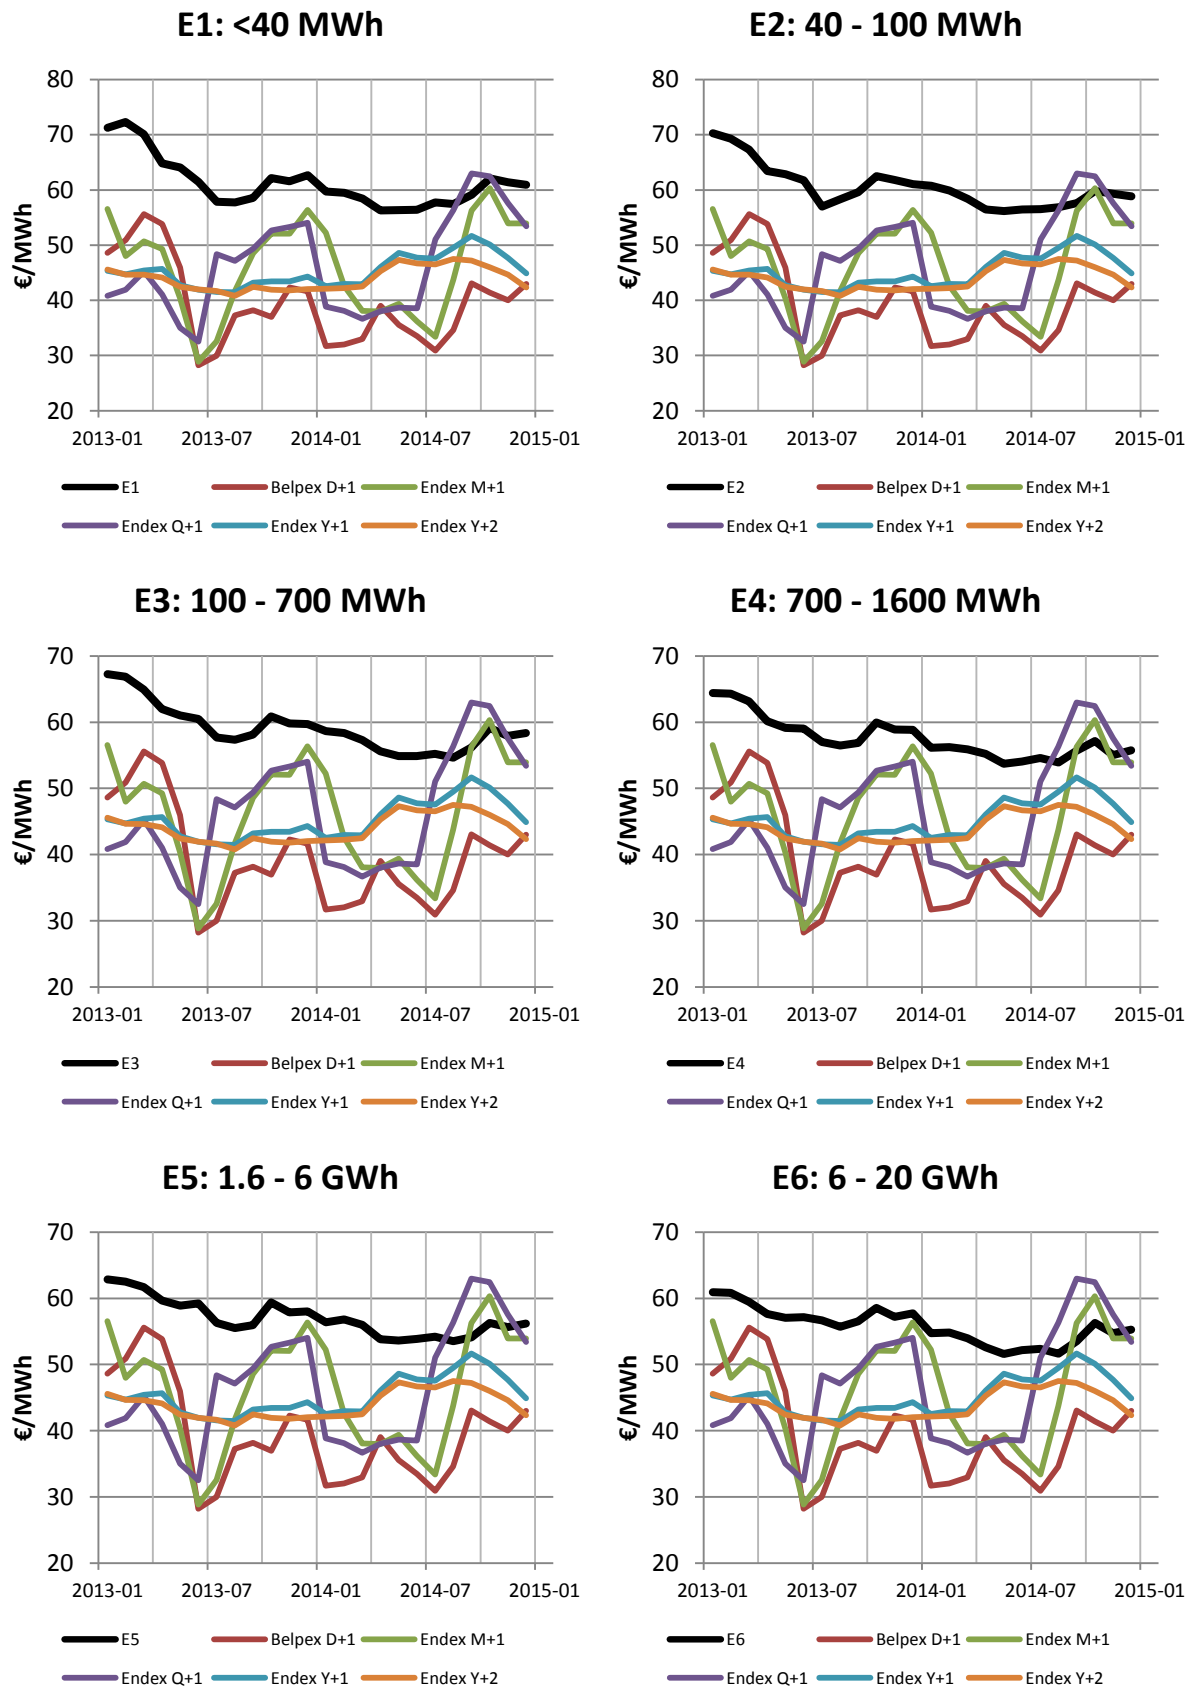 E1: <40 MWh
€/MWh
80
70
60
50
40
30
20
2013-01 2013-07 2014-01 2014-07 2015-01
E1 Belpex D+1 Endex M+1
Endex Q+1 Endex Y+1 Endex Y+2
E2: 40 - 100 MWh
€/MWh
80
70
60
50
40
30
20
2013-01 2013-07 2014-01 2014-07 2015-01
E2 Belpex D+1 Endex M+1
Endex Q+1 Endex Y+1 Endex Y+2
E3: 100 - 700 MWh
€/MWh
70
60
50
40
30
20
2013-01 2013-07 2014-01 2014-07 2015-01
E3 Belpex D+1 Endex M+1
Endex Q+1 Endex Y+1 Endex Y+2
E4: 700 - 1600 MWh
€/MWh
70
60
50
40
30
20
2013-01 2013-07 2014-01 2014-07 2015-01
E4 Belpex D+1 Endex M+1
Endex Q+1 Endex Y+1 Endex Y+2
E5: 1.6 - 6 GWh
€/MWh
70
60
50
40
30
20
2013-01 2013-07 2014-01 2014-07 2015-01
E5 Belpex D+1 Endex M+1
Endex Q+1 Endex Y+1 Endex Y+2
E6: 6 - 20 GWh
€/MWh
70
60
50
40
30
20
2013-01 2013-07 2014-01 2014-07 2015-01
E6 Belpex D+1 Endex M+1
Endex Q+1 Endex Y+1 Endex Y+2